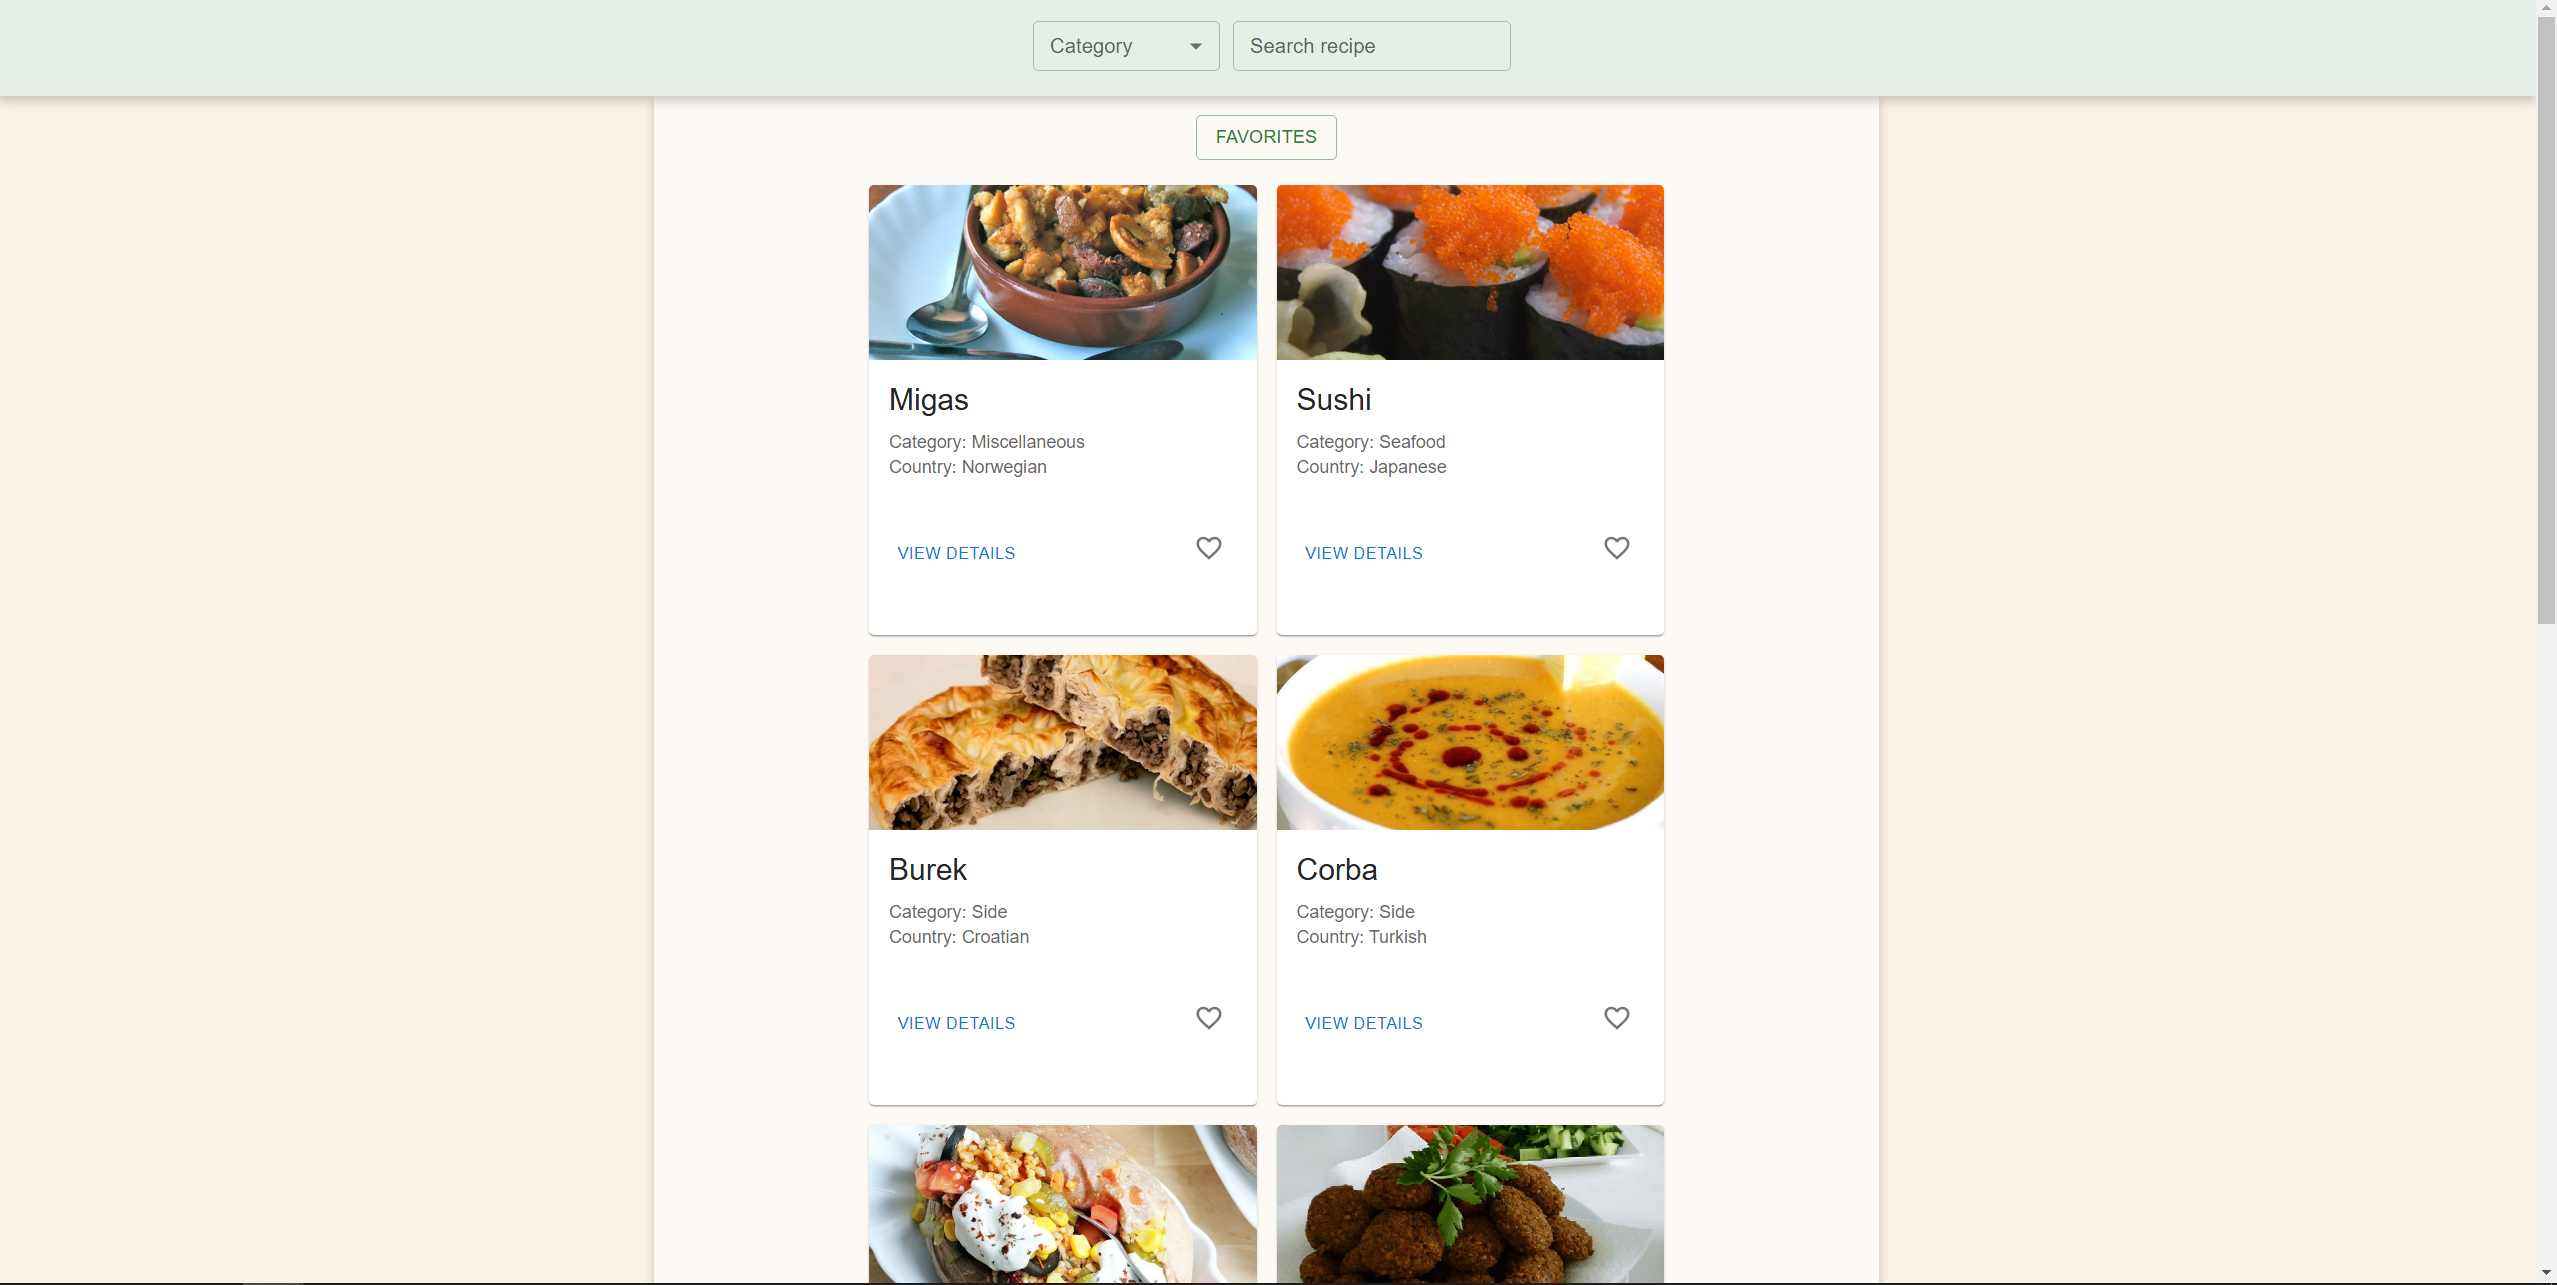 Category
Search recipe
FAVORITES
Migas
Category: Miscellaneous
Country: Norwegian
VIEW DETAILS
Sushi
Category: Seafood
Country: Japanese
VIEW DETAILS
Burek
Category: Side
Country: Croatian
VIEW DETAILS
Corba
Category: Side
Country: Turkish
VIEW DETAILS